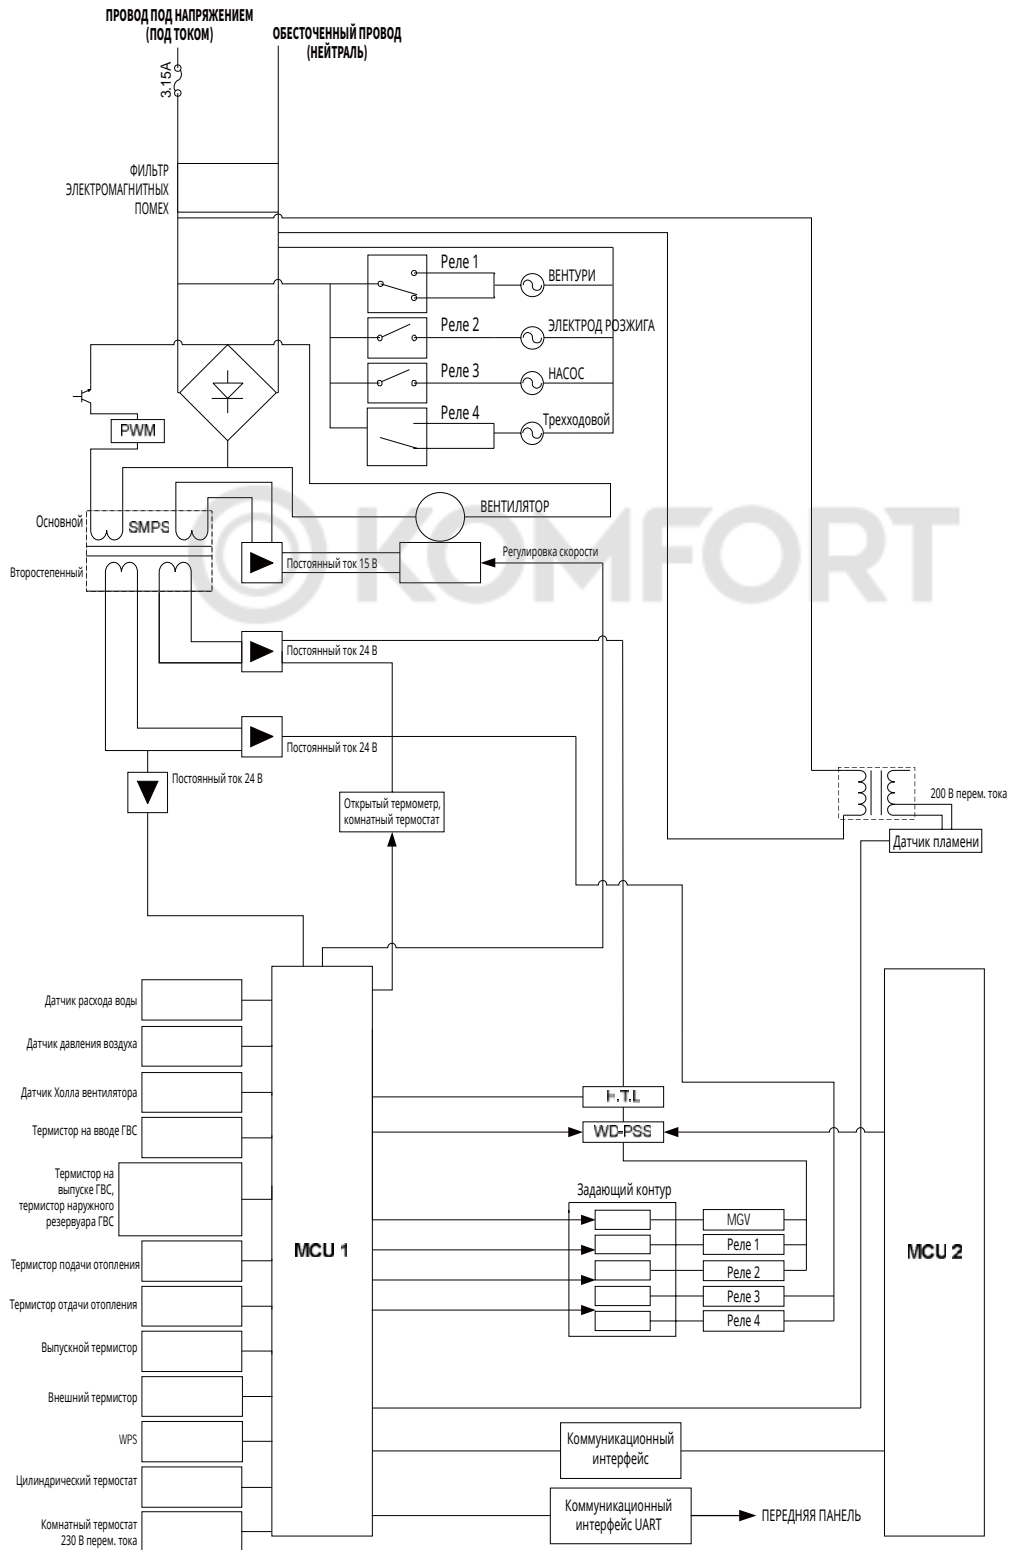 ПРОВОД ПОД НАПРЯЖЕНИЕМ
(ПОД ТОКОМ)
ОБЕСТОЧЕННЫЙ ПРОВОД
(НЕЙТРАЛЬ)
3.15A
ФИЛЬТР
ЭЛЕКТРОМАГНИТНЫХ
ПОМЕХ
Реле 1
ВЕНТУРИ
Реле 2
ЭЛЕКТРОД РОЗЖИГА
Реле 3
НАСОС
Реле 4
Трехходовой
PWM
ВЕНТИЛЯТОР
Основной
SMPS
KOMFORT
Регулировка скорости
Постоянный ток 15 В
Второстепенный
Постоянный ток 24 В
Постоянный ток 24 В
Постоянный ток 24 В
Открытый термометр,
комнатный термостат
200 В перем. тока
Датчик пламени
Датчик расхода воды
Датчик давления воздуха
Датчик Холла вентилятора
Термистор на вводе ГВС
Термистор на
выпуске ГВС,
термистор наружного
резервуара ГВС
Термистор подачи отопления
Термистор отдачи отопления
Выпускной термистор
Внешний термистор
WPS
Цилиндрический термостат
Комнатный термостат
230 В перем. тока
MCU 1
H.T.L
WD-PSS
Задающий контур
MGV
Реле 1
Реле 2
Реле 3
Реле 4
MCU 2
Коммуникационный
интерфейс
Коммуникационный
интерфейс UART
ПЕРЕДНЯЯ ПАНЕЛЬ